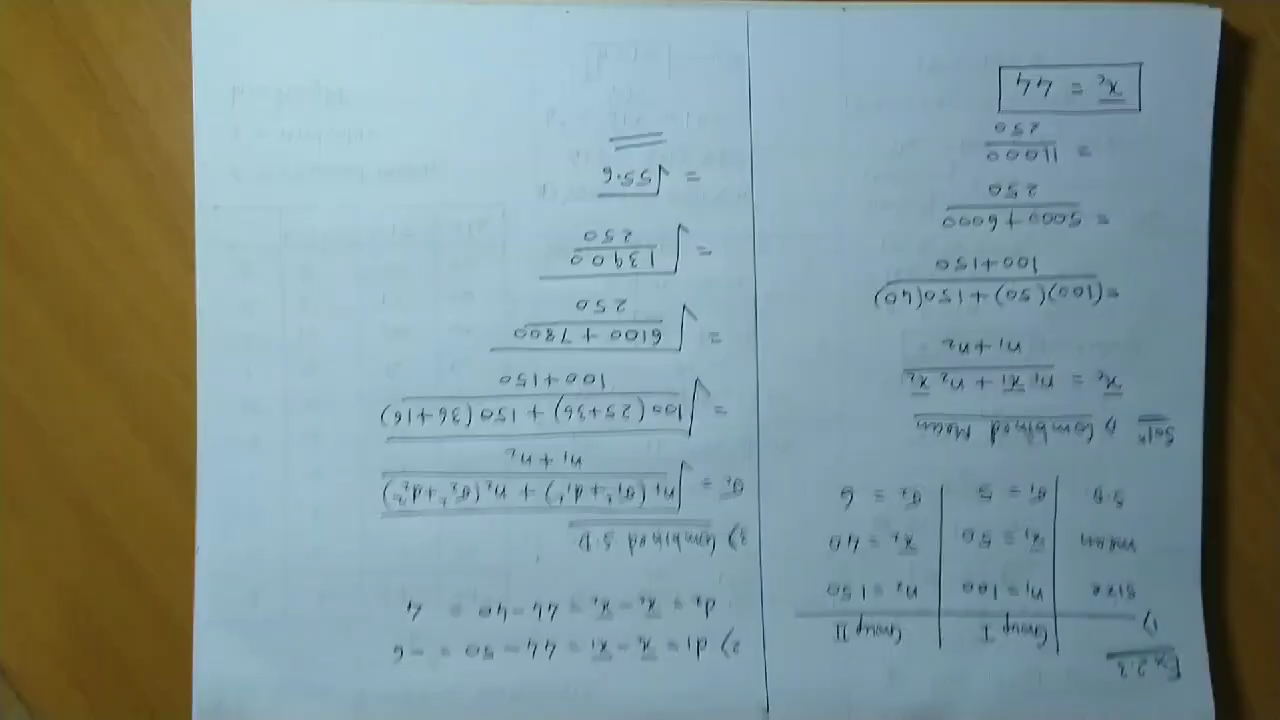 Ex 2.3
1)
Group I Group II
Size n₁ = 100 n₂ = 150
mean x̄₁ = 50 x̄₂ = 40
S.D σ₁ = 5 σ₂ = 6
Solⁿ 1) Combined Mean
x̄c = n₁ x̄₁ + n₂ x̄₂ / n₁ + n₂
= (100)(50) + 150(40) / 100 + 150
= 5000 + 6000 / 250
= 11000 / 250
x̄c = 44
2) d₁ = x̄c - x̄₁ = 44 - 50 = -6
d₂ = x̄c - x̄₂ = 44 - 40 = 4
3) Combined S.D
σc = √ n₁(σ₁² + d₁²) + n₂(σ₂² + d₂²) / n₁ + n₂
= √ 100(25+36) + 150(36+16) / 100 + 150
= √ 6100 + 7800 / 250
= √ 13900 / 250
= √55.6